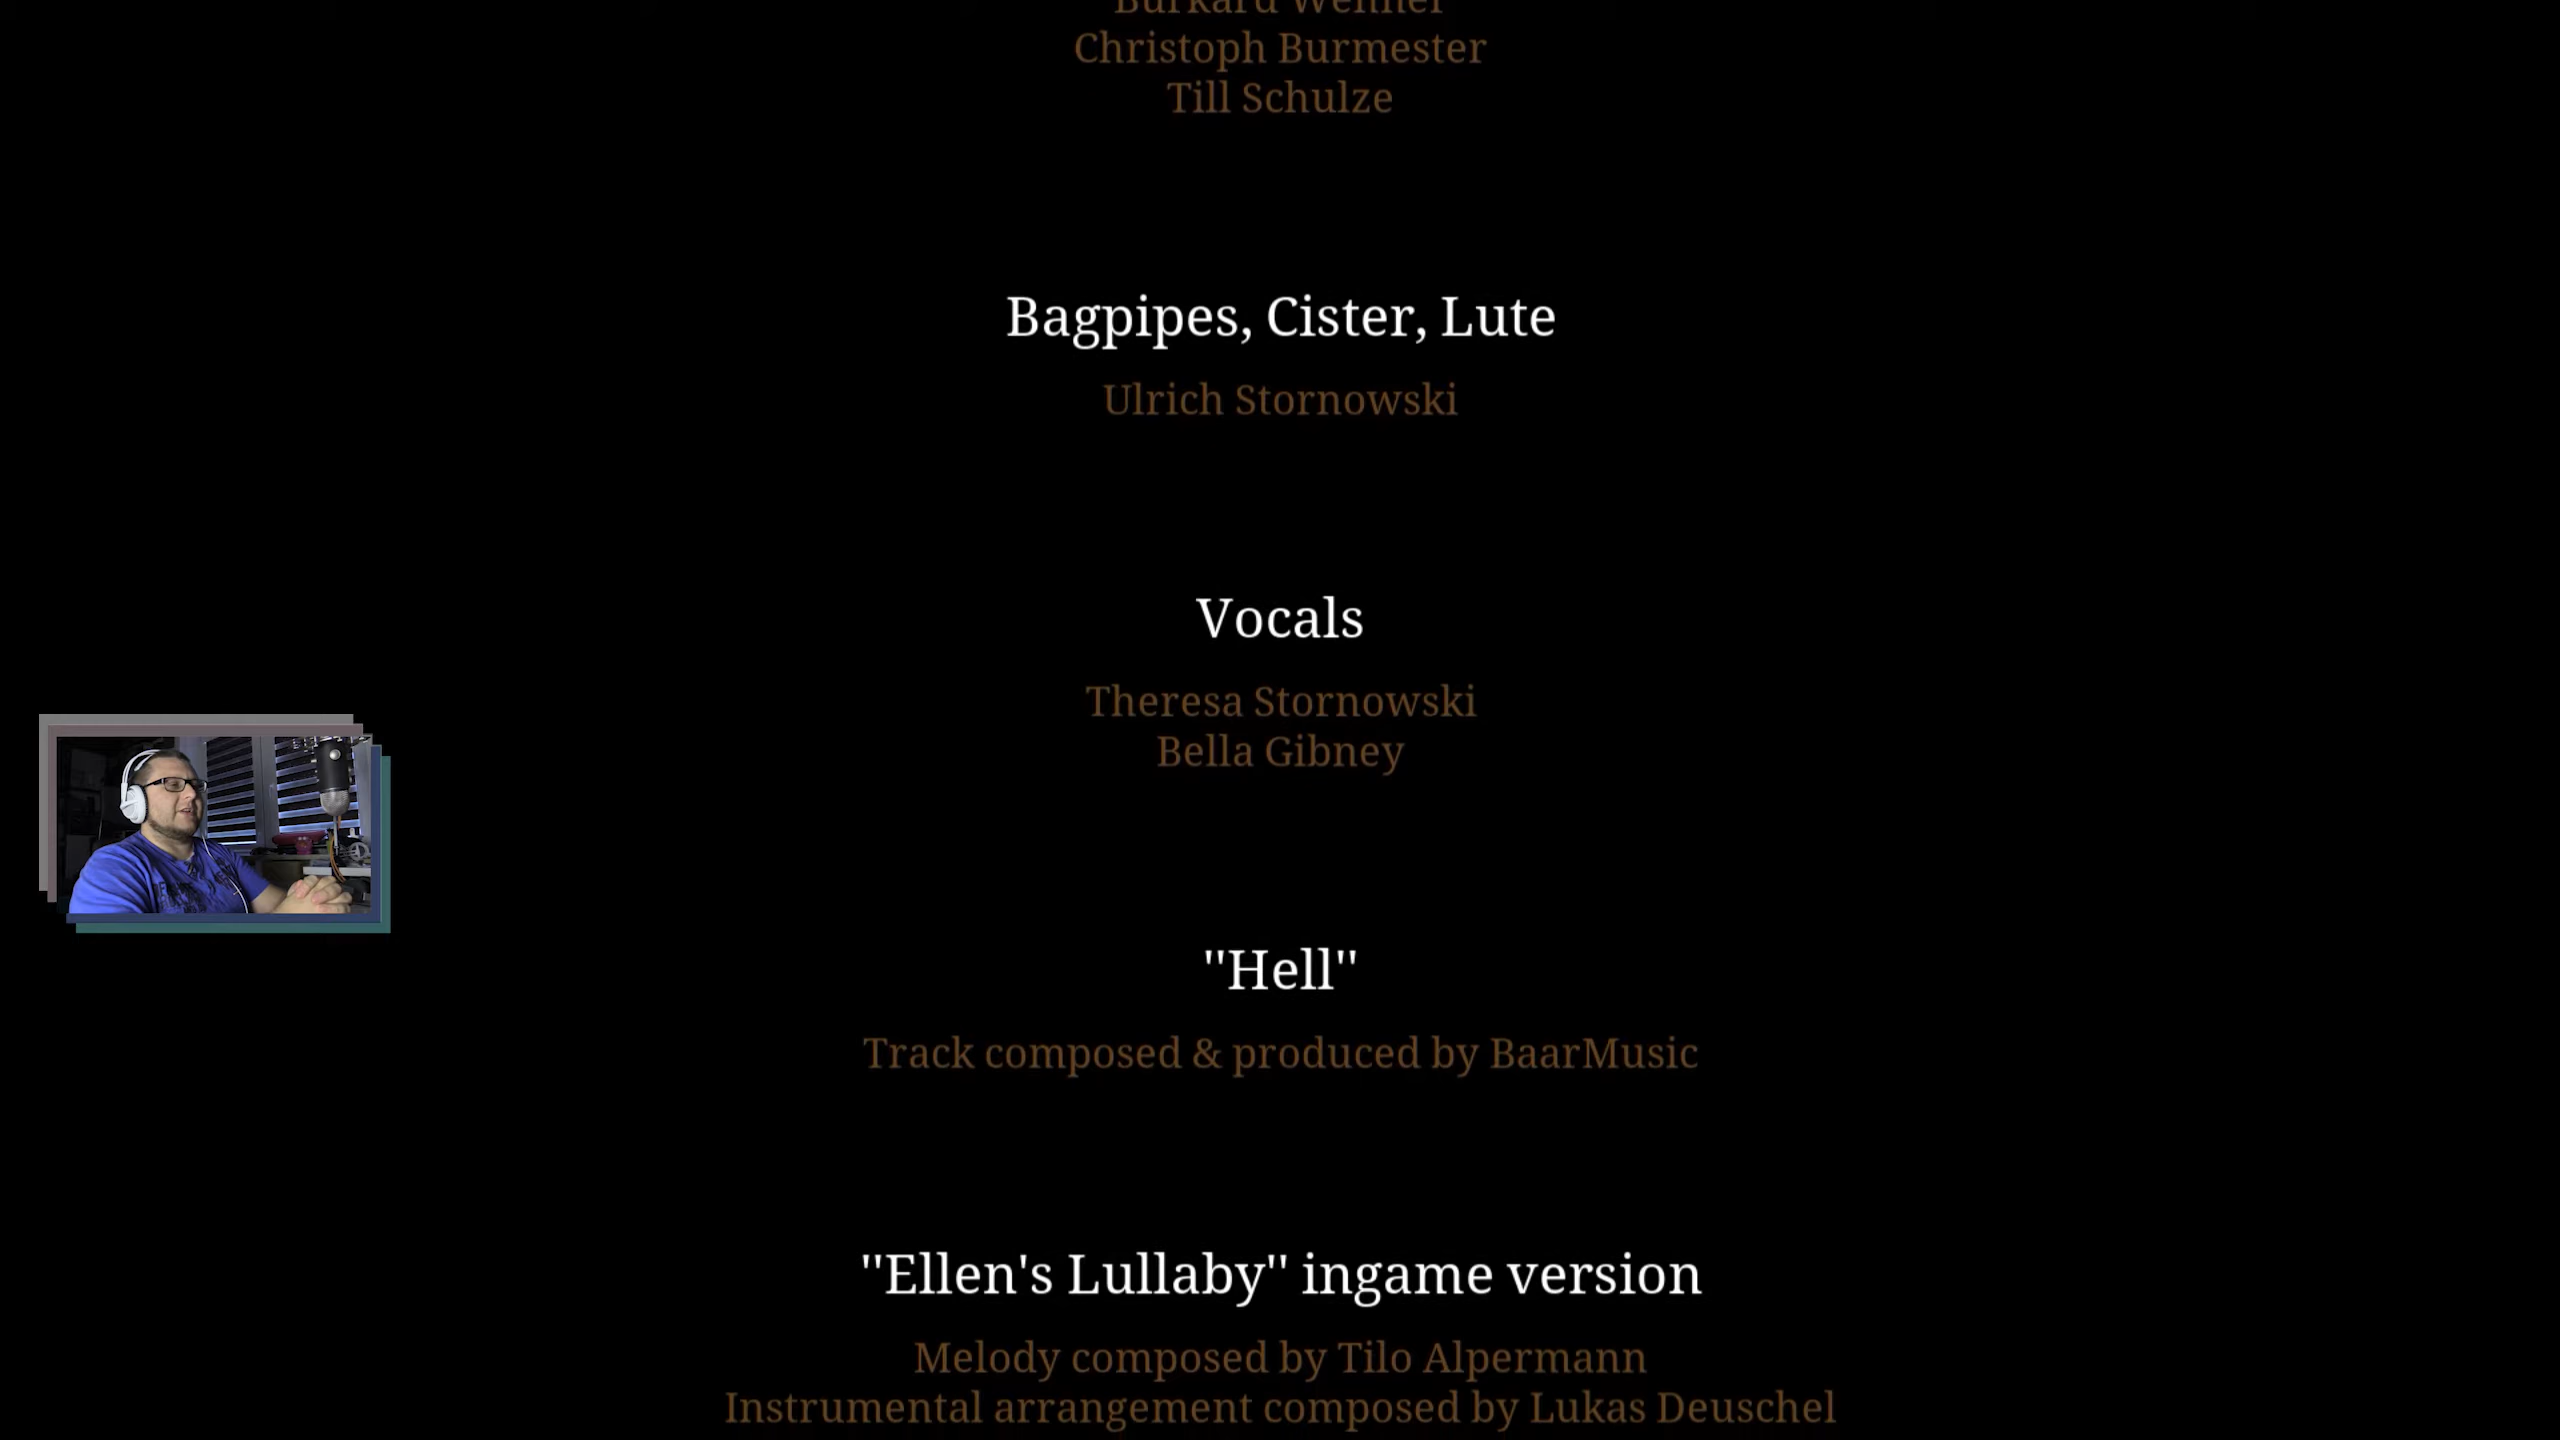 Christoph Burmester
Till Schulze
Bagpipes, Cister, Lute
Ulrich Stornowski
Vocals
Theresa Stornowski
Bella Gibney
"Hell"
Track composed & produced by BaarMusic
"Ellen's Lullaby" ingame version
Melody composed by Tilo Alpermann
Instrumental arrangement composed by Lukas Deuschel